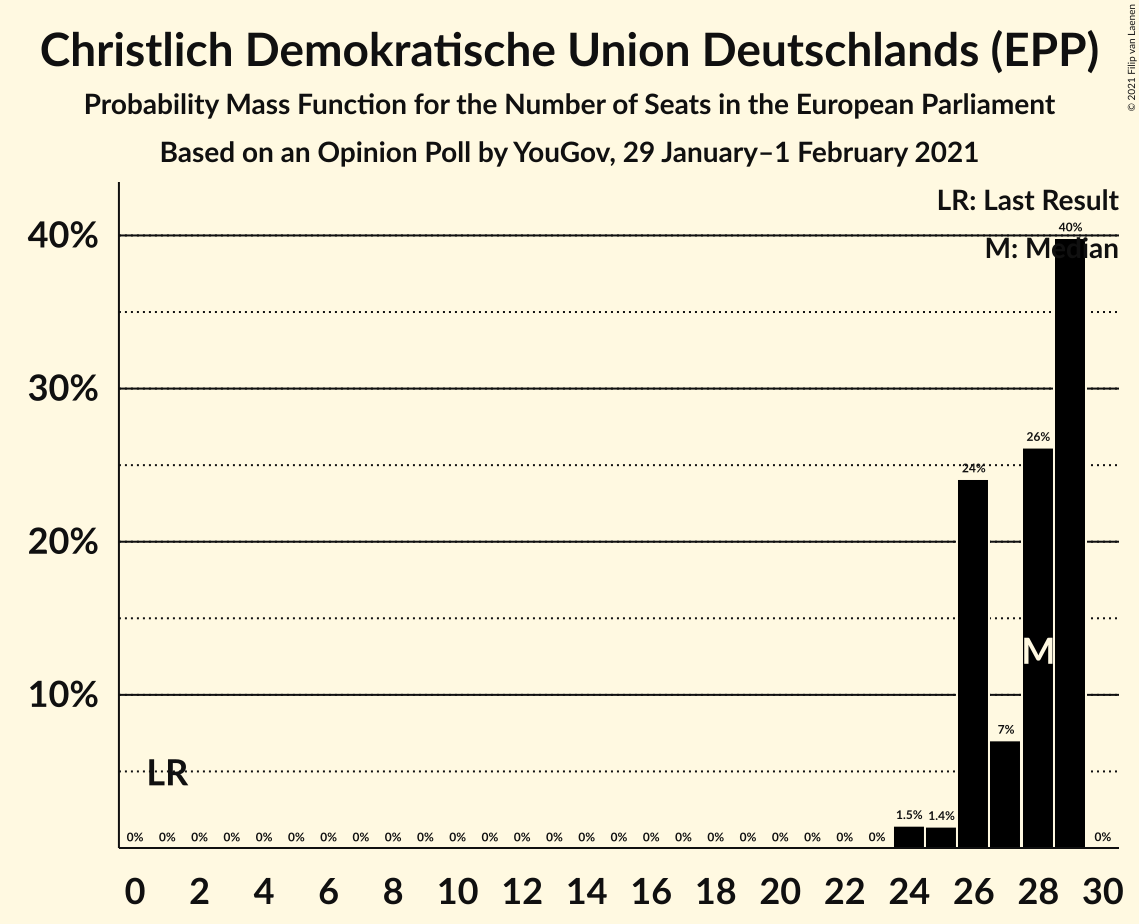 Christlich Demokratische Union Deutschlands (EPP)
Probability Mass Function for the Number of Seats in the European Parliament
Based on an Opinion Poll by YouGov, 29 January–1 February 2021
© 2021 Filip van Laenen
LR: Last Result
M: Median
40%
30%
20%
10%
40%
26%
24%
7%
M
LR
0% 0% 0% 0% 0% 0% 0% 0% 0% 0% 0% 0% 0% 0% 0% 0% 0% 0% 0% 0% 0% 0% 0% 0% 1.5% 1.4% 0%
0 2 4 6 8 10 12 14 16 18 20 22 24 26 28 30